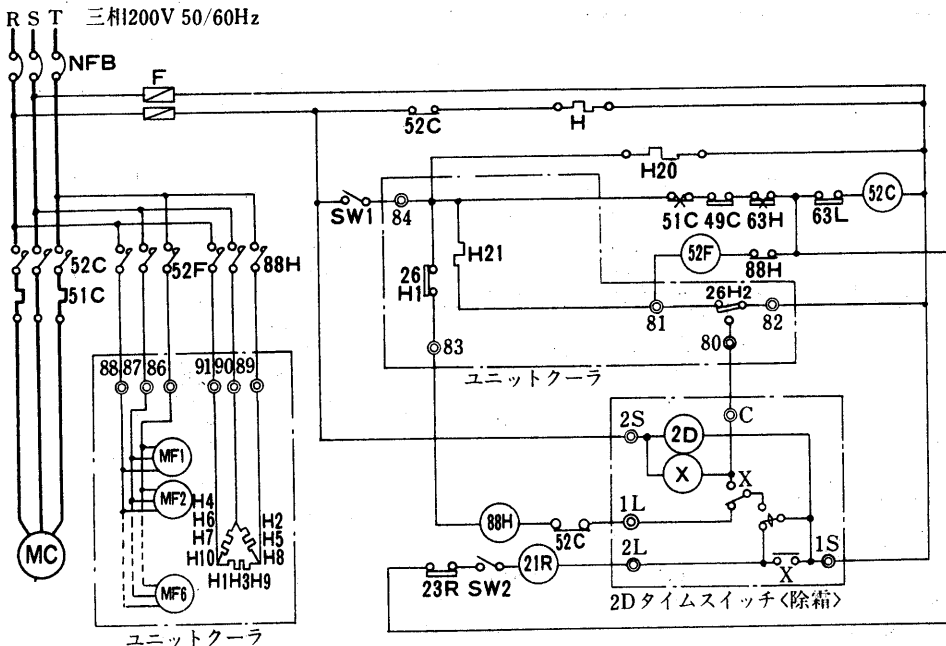 R S T 三相200V 50/60Hz
NFB
F
52C
H
H20
SW1
84
51C
49C
63H
63L
52C
H21
52F
88H
26
H1
26H2
81
82
80
83
ユニットクーラ
52C
52F
88H
51C
88 87 86
91 90 89
MF1
MF2
MF6
H4
H6
H7
H10
H2
H5
H8
H1 H3 H9
MC
ユニットクーラ
2S
2D
X
C
X
1L
88H
52C
2L
1S
X
23R
SW2
21R
2Dタイムスイッチ<除霜>